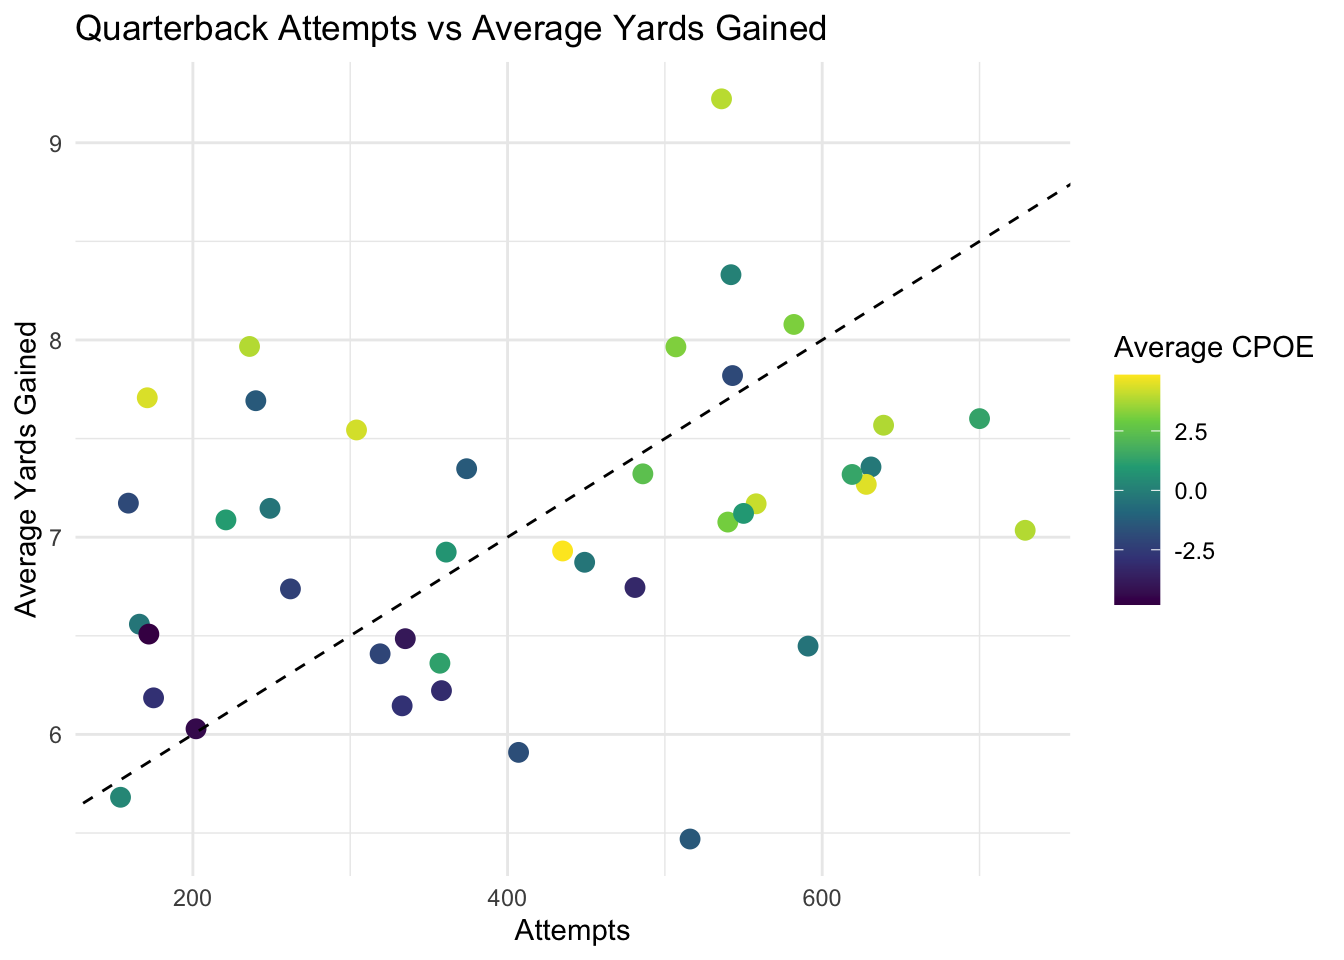 Quarterback Attempts vs Average Yards Gained
Average Yards Gained
9
8
7
6
200
400
600
Attempts
Average CPOE
2.5
0.0
-2.5